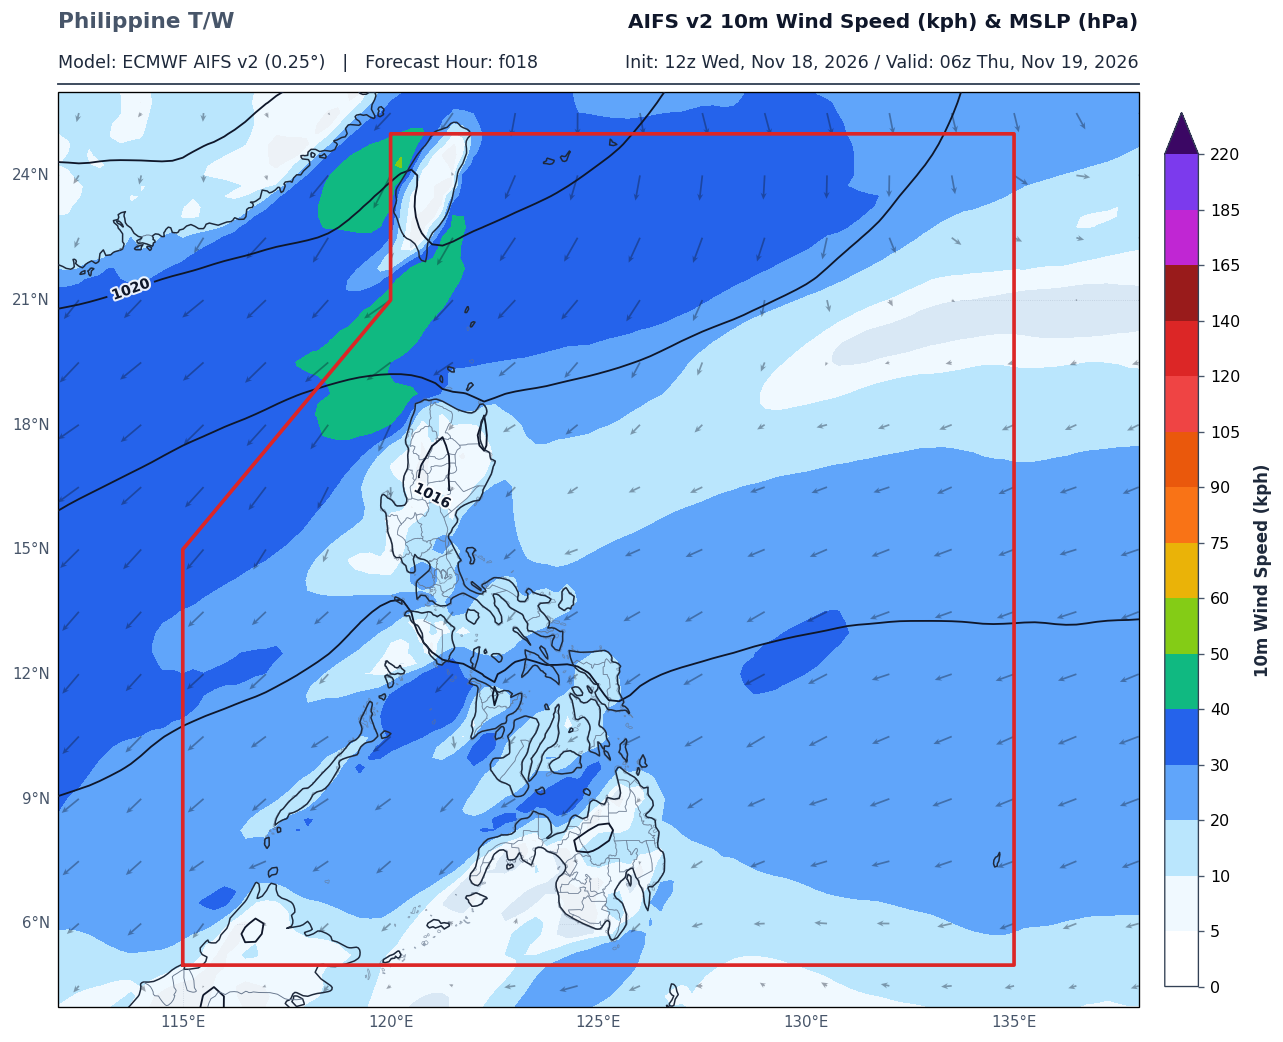 Philippine T/W
AIFS v2 10m Wind Speed (kph) & MSLP (hPa)
Model: ECMWF AIFS v2 (0.25°) | Forecast Hour: f018
Init: 12z Wed, Nov 18, 2026 / Valid: 06z Thu, Nov 19, 2026
24°N
21°N
18°N
15°N
12°N
9°N
6°N
1020
1016
115°E
120°E
125°E
130°E
135°E
220
185
165
140
120
105
90
75
60
50
40
30
20
10
5
0
10m Wind Speed (kph)